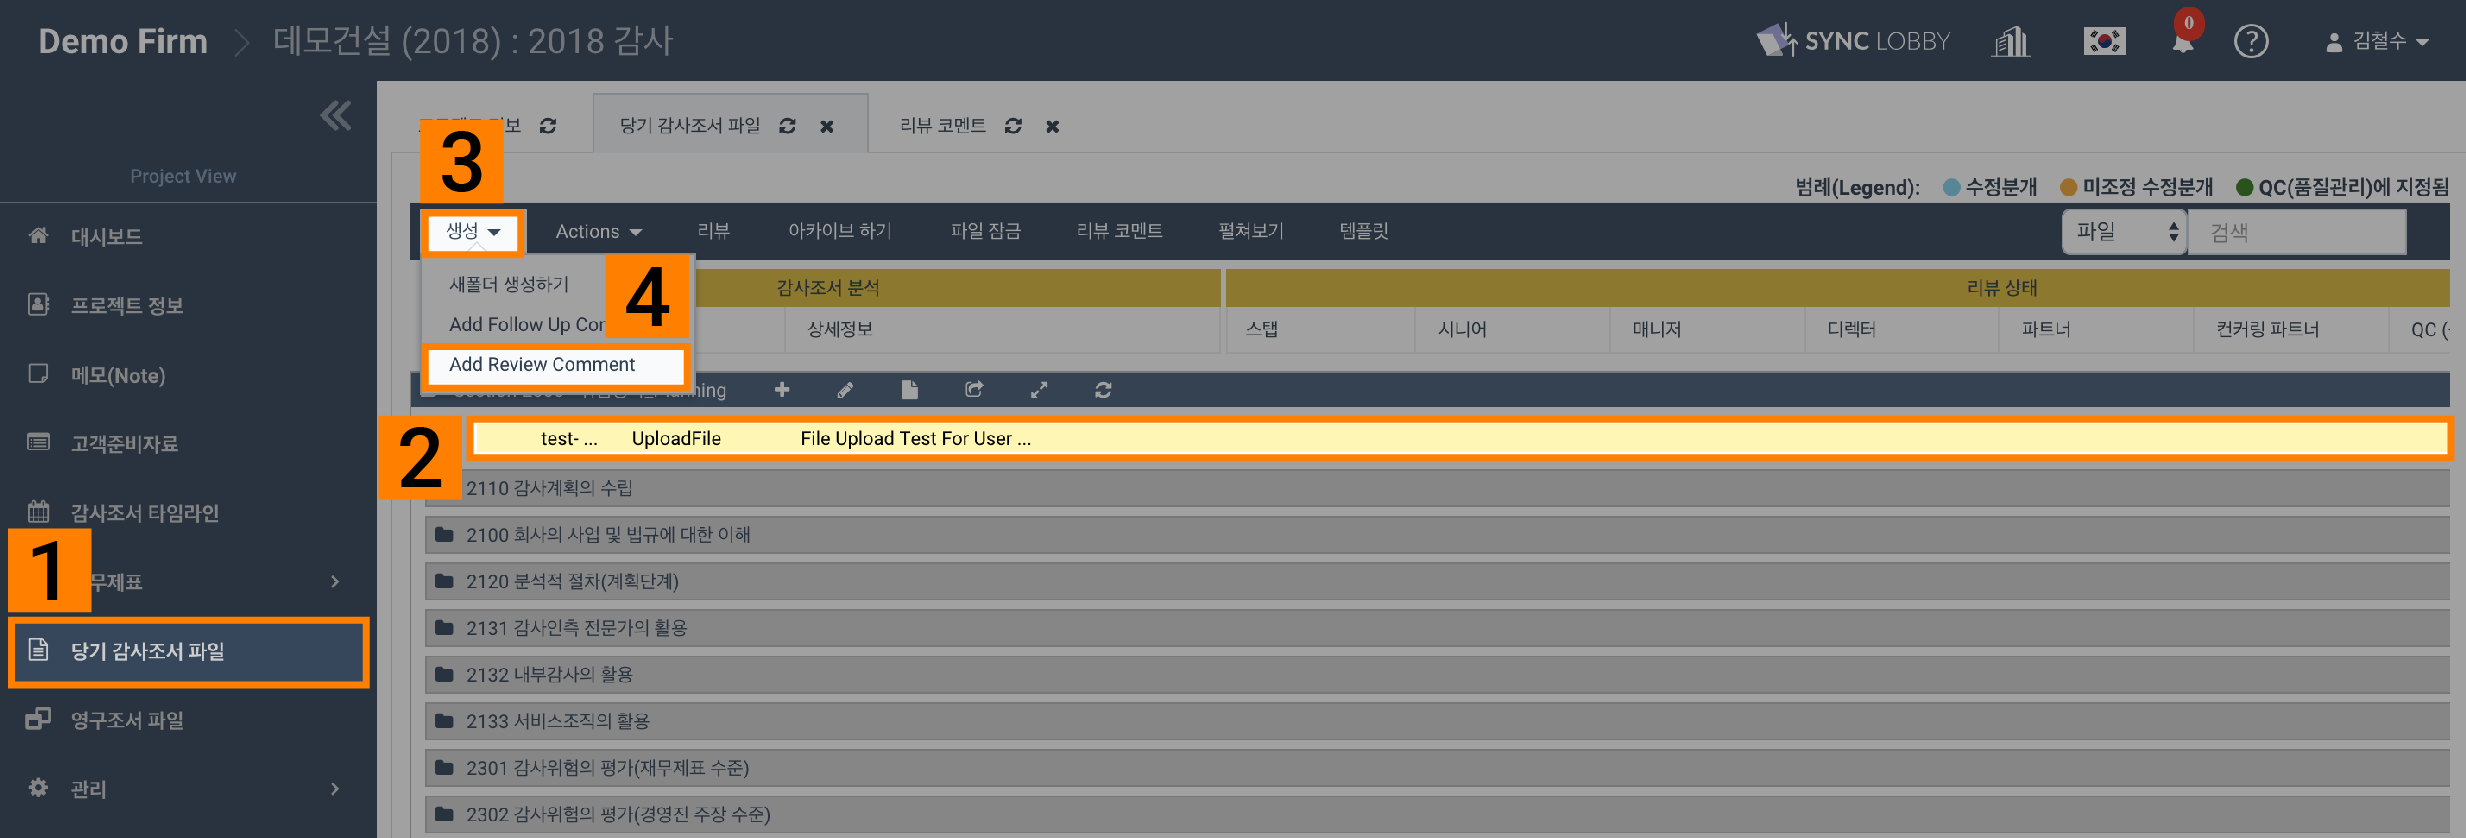 Demo Firm 데모건설 (2018) : 2018 감사 SYNC LOBBY 0 ? 김철수
Project View
대시보드
프로젝트 정보
메모(Note)
고객준비자료
감사조서 타임라인
1 무제표
당기 감사조서 파일
영구조서 파일
관리
당기 감사조서 파일 리뷰 코멘트
3
범례(Legend): 수정분개 미조정 수정분개 QC(품질관리)에 지정됨
생성 Actions 리뷰 아카이브 하기 파일 잠금 리뷰 코멘트 펼쳐보기 템플릿 파일 검색
새폴더 생성하기 4
Add Follow Up Cor
Add Review Comment
감사조서 분석 리뷰 상태
상세정보 스탭 시니어 매니저 디렉터 파트너 컨커링 파트너 QC (
2 test- ... UploadFile File Upload Test For User ...
2110 감사계획의 수립
2100 회사의 사업 및 법규에 대한 이해
2120 분석적 절차(계획단계)
2131 감사인측 전문가의 활용
2132 내부감사의 활용
2133 서비스조직의 활용
2301 감사위험의 평가(재무제표 수준)
2302 감사위험의 평가(경영진 주장 수준)